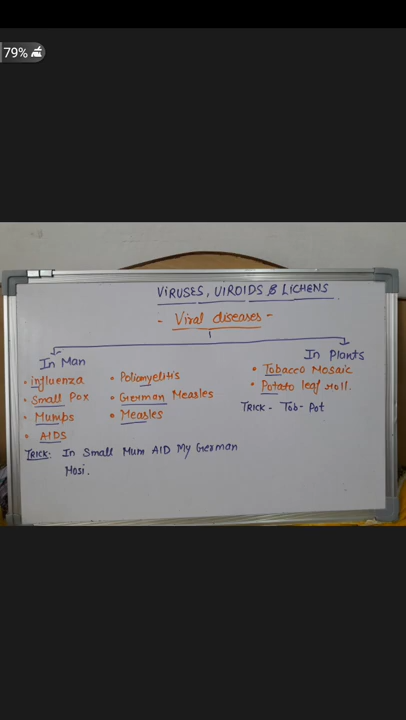 79%
VIRUSES, VIROIDS & LICHENS
- Viral diseases -
In Man
• influenza
• Small Pox
• Mumps
• AIDS
• Poliomyelitis
• German Measles
• Measles
TRICK: In Small Mum AID My German
Mosi.
In Plants
• Tobacco Mosaic
• Potato leaf roll.
TRICK - Tob - Pot